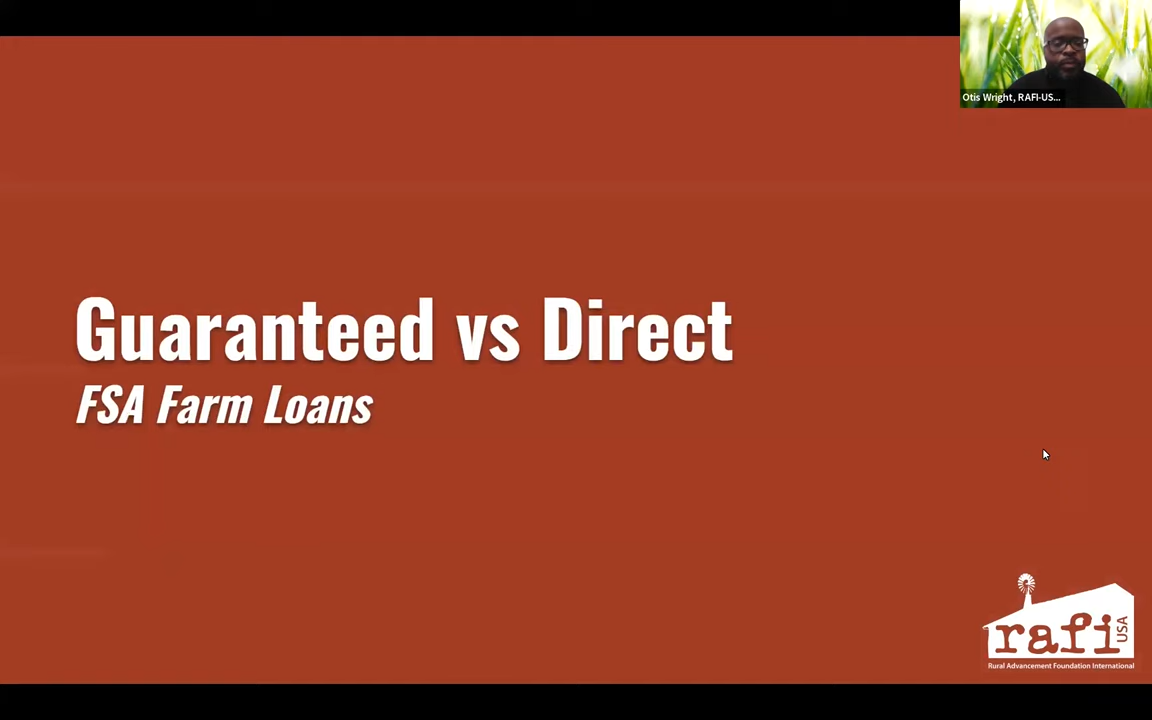 Otis Wright, RAFI-US...
Guaranteed vs Direct
FSA Farm Loans
rafi USA
Rural Advancement Foundation International